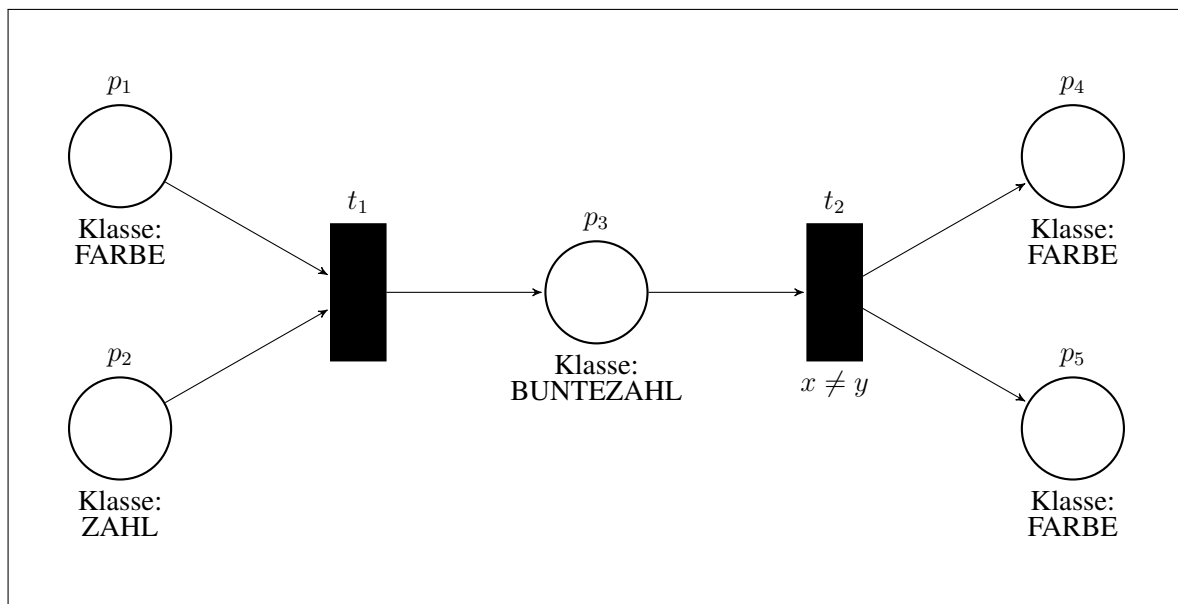 p₁
Klasse:
FARBE
p₂
Klasse:
ZAHL
t₁
p₃
Klasse:
BUNTEZAHL
t₂
x ≠ y
p₄
Klasse:
FARBE
p₅
Klasse:
FARBE